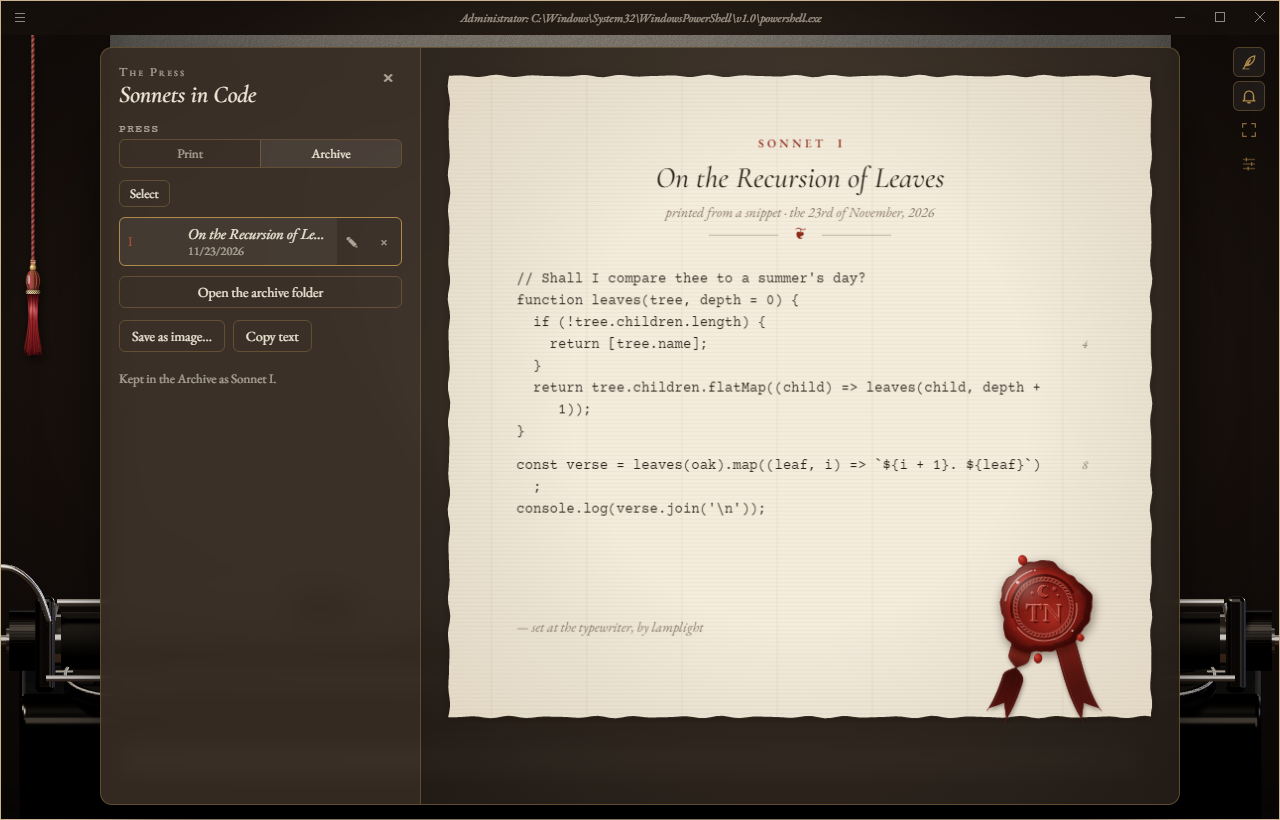 Administrator: C:\Windows\System32\WindowsPowerShell\v1.0\powershell.exe
The Press
Sonnets in Code
PRESS
Print
Archive
Select
I
On the Recursion of Le...
11/23/2026
Open the archive folder
Save as image...
Copy text
Kept in the Archive as Sonnet I.
SONNET I
On the Recursion of Leaves
printed from a snippet · the 23rd of November, 2026
// Shall I compare thee to a summer's day?
function leaves(tree, depth = 0) {
if (!tree.children.length) {
return [tree.name];
4
}
return tree.children.flatMap((child) => leaves(child, depth +
1));
}
const verse = leaves(oak).map((leaf, i) => `${i + 1}. ${leaf}`)
8
;
console.log(verse.join('\n'));
— set at the typewriter, by lamplight
TN